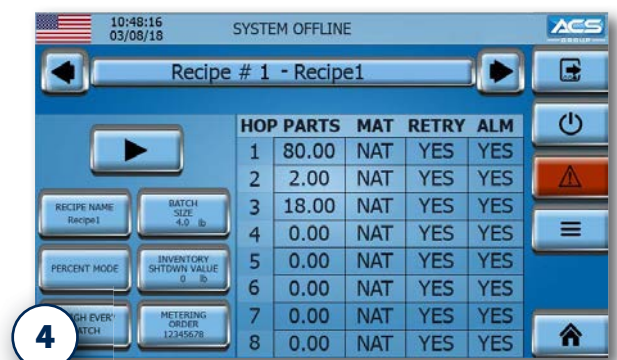 10:48:16
03/08/18
SYSTEM OFFLINE
ACS
GROUP
Recipe # 1 - Recipe1
HOP PARTS MAT RETRY ALM
1 80.00 NAT YES YES
2 2.00 NAT YES YES
3 18.00 NAT YES YES
4 0.00 NAT YES YES
5 0.00 NAT YES YES
6 0.00 NAT YES YES
7 0.00 NAT YES YES
8 0.00 NAT YES YES
RECIPE NAME
Recipe1
BATCH
SIZE
4.0 lb
PERCENT MODE
INVENTORY
SHTDWN VALUE
0 lb
METERING
ORDER
12345678
4